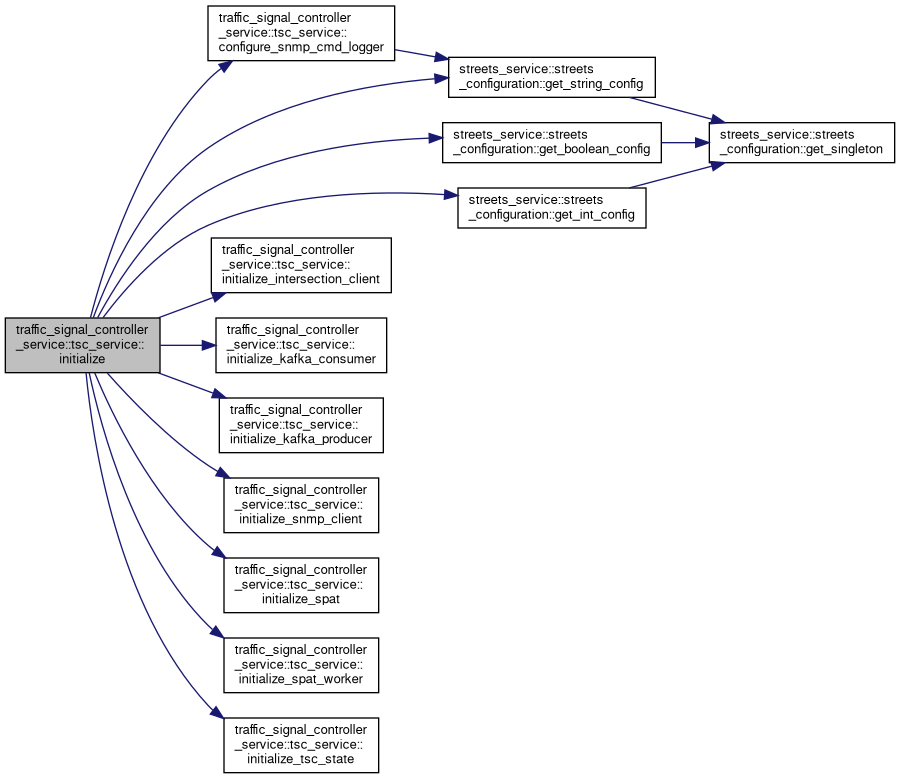 traffic_signal_controller
_service::tsc_service::
configure_snmp_cmd_logger
streets_service::streets
_configuration::get_string_config
streets_service::streets
_configuration::get_boolean_config
streets_service::streets
_configuration::get_singleton
streets_service::streets
_configuration::get_int_config
traffic_signal_controller
_service::tsc_service::
initialize_intersection_client
traffic_signal_controller
_service::tsc_service::
initialize
traffic_signal_controller
_service::tsc_service::
initialize_kafka_consumer
traffic_signal_controller
_service::tsc_service::
initialize_kafka_producer
traffic_signal_controller
_service::tsc_service::
initialize_snmp_client
traffic_signal_controller
_service::tsc_service::
initialize_spat
traffic_signal_controller
_service::tsc_service::
initialize_spat_worker
traffic_signal_controller
_service::tsc_service::
initialize_tsc_state